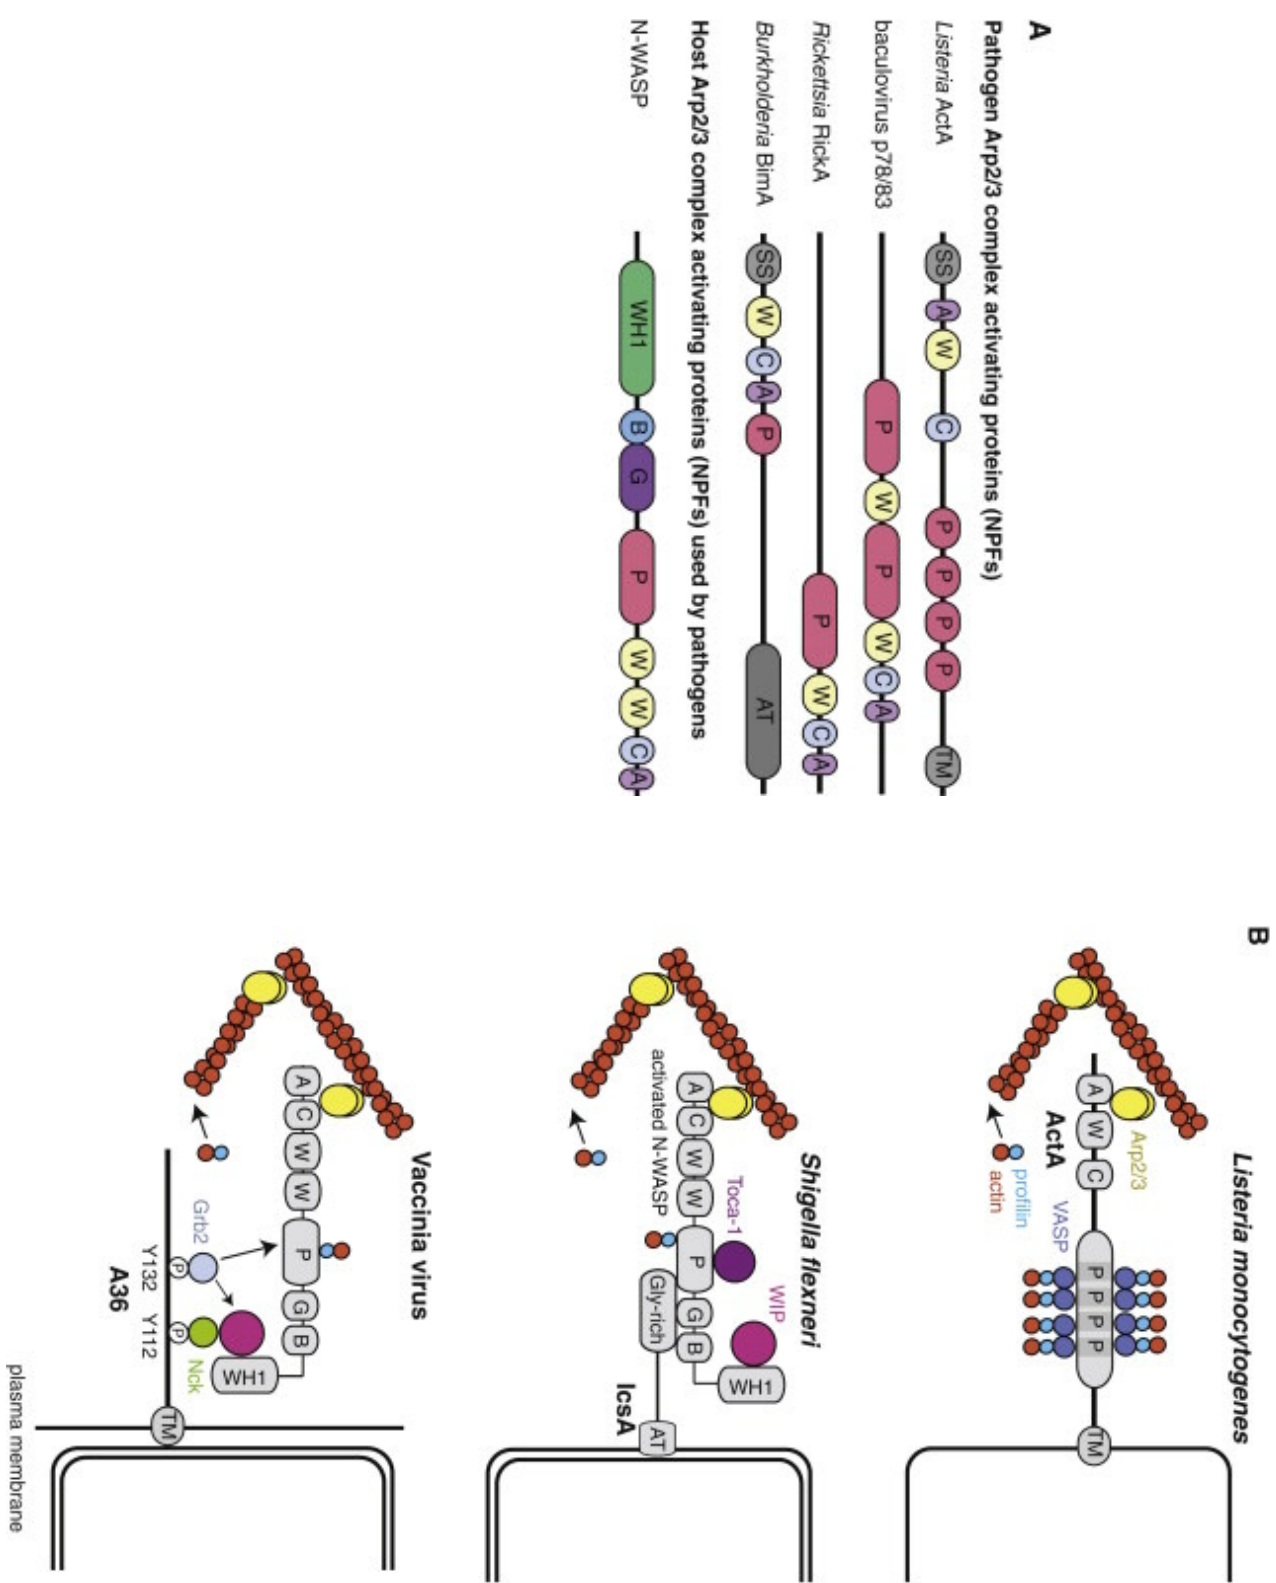 A
Pathogen Arp2/3 complex activating proteins (NPFs)
Listeria ActA
SS A W C P P P P TM
baculovirus p78/83
P W P W C A
Rickettsia RickA
P W C A
Burkholderia BimA
SS W C A P AT
Host Arp2/3 complex activating proteins (NPFs) used by pathogens
N-WASP
WH1 B G P W W C A
B
Listeria monocytogenes
Arp2/3
A W C P P P P TM
ActA
VASP
profilin
actin
Shigella flexneri
WIP
Toca-1
WH1
A C W W P G B
activated N-WASP
Gly-rich
AT
IcsA
Vaccinia virus
A C W W P G B
WH1
Grb2
Nck
P P
TM
Y132 Y112
A36
plasma membrane